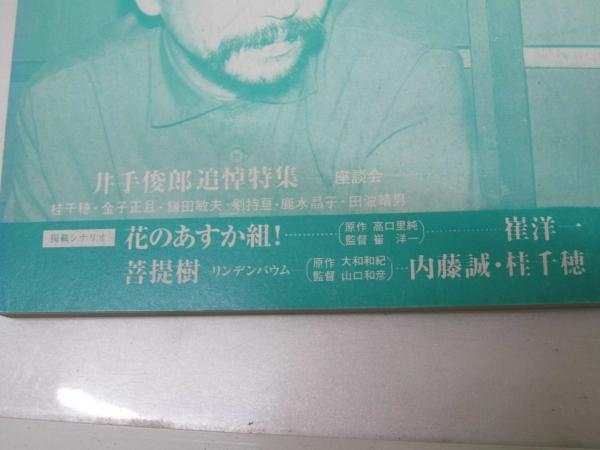 井手俊郎追悼特集──座談会──
桂千穂・金子正且・鎌田敏夫・劉持亘・鹿水晶子・田波靖男
掲載シナリオ 花のあすか組!………(原作 高口里純 監督 崔 洋一)………崔洋一
菩提樹 リンデンバウム (原作 大和和紀 監督 山口和彦)…内藤誠・桂千穂